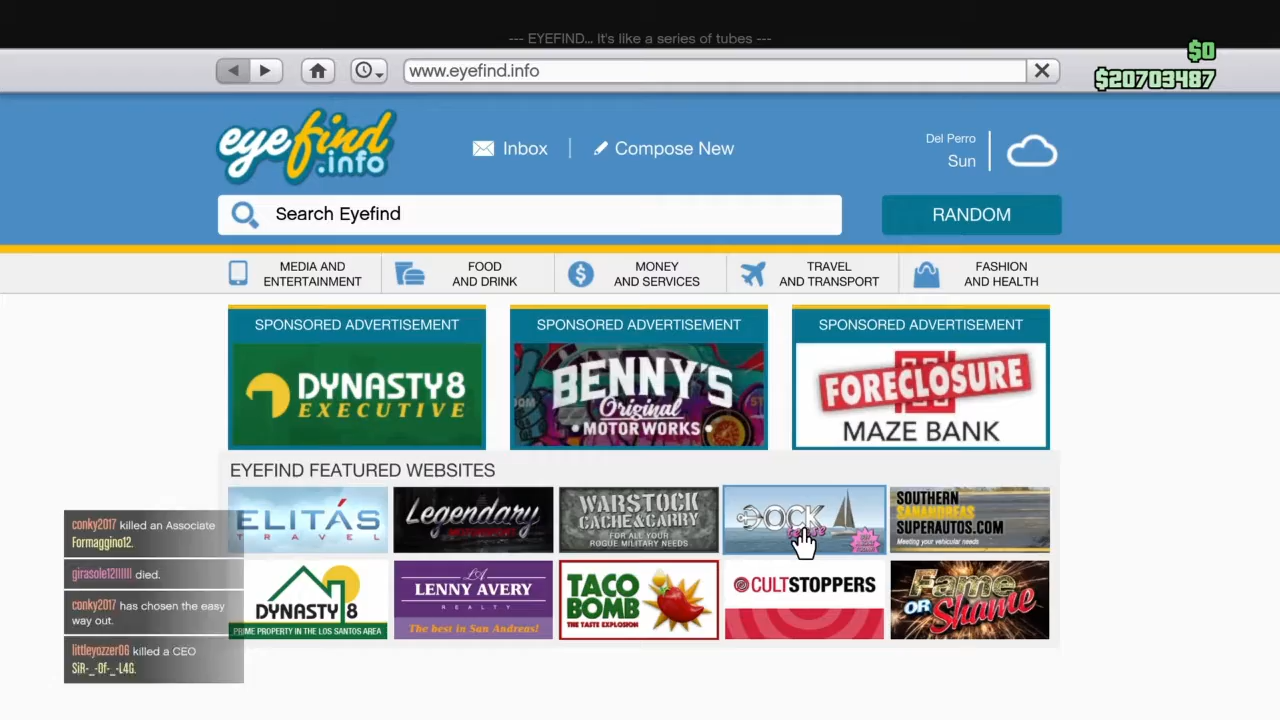 --- EYEFIND... It's like a series of tubes ---
$0
www.eyefind.info
$20703487
eyefind
.info
Inbox
Compose New
Del Perro
Sun
Search Eyefind
RANDOM
MEDIA AND
ENTERTAINMENT
FOOD
AND DRINK
MONEY
AND SERVICES
TRAVEL
AND TRANSPORT
FASHION
AND HEALTH
SPONSORED ADVERTISEMENT
DYNASTY 8
EXECUTIVE
SPONSORED ADVERTISEMENT
BENNY'S
Original
MOTOR WORKS
SPONSORED ADVERTISEMENT
FORECLOSURE
MAZE BANK
EYEFIND FEATURED WEBSITES
ELITÁS
TRAVEL
Legendary
WARSTOCK
CACHE & CARRY
FOR ALL YOUR
ROGUE MILITARY NEEDS
DOCK
SOUTHERN
SANANDREAS
SUPERAUTOS.COM
Meeting your vehicular needs
DYNASTY 8
PRIME PROPERTY IN THE LOS SANTOS AREA
LA
LENNY AVERY
REALTY
The best in San Andreas!
TACO
BOMB
THE TASTE EXPLOSION
CULTSTOPPERS
Fame
OR Shame
conky2017 killed an Associate
Formaggino12.
girasole12llllll died.
conky2017 has chosen the easy
way out.
littleyozzer06 killed a CEO
SiR-_-Of-_-L4G.